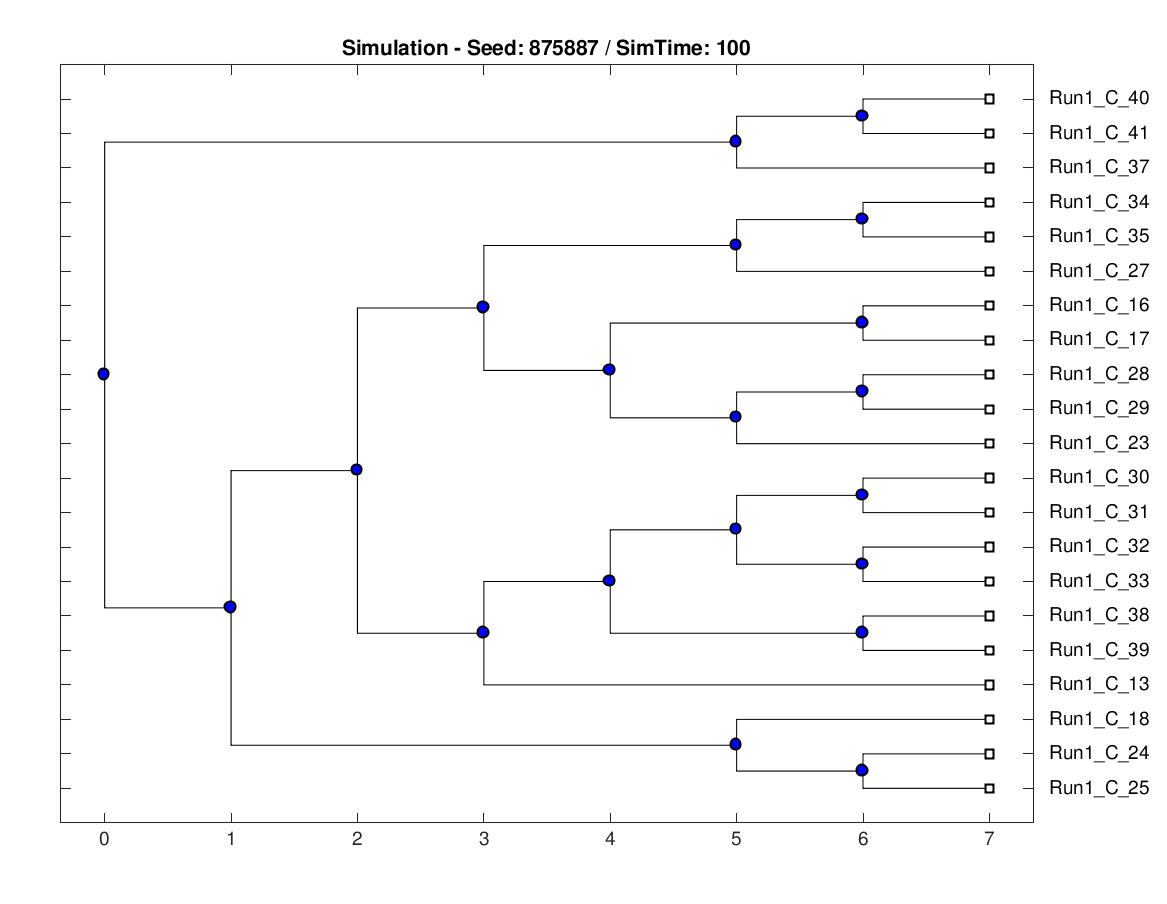 Simulation - Seed: 875887 / SimTime: 100
Run1_C_40
Run1_C_41
Run1_C_37
Run1_C_34
Run1_C_35
Run1_C_27
Run1_C_16
Run1_C_17
Run1_C_28
Run1_C_29
Run1_C_23
Run1_C_30
Run1_C_31
Run1_C_32
Run1_C_33
Run1_C_38
Run1_C_39
Run1_C_13
Run1_C_18
Run1_C_24
Run1_C_25
0 1 2 3 4 5 6 7